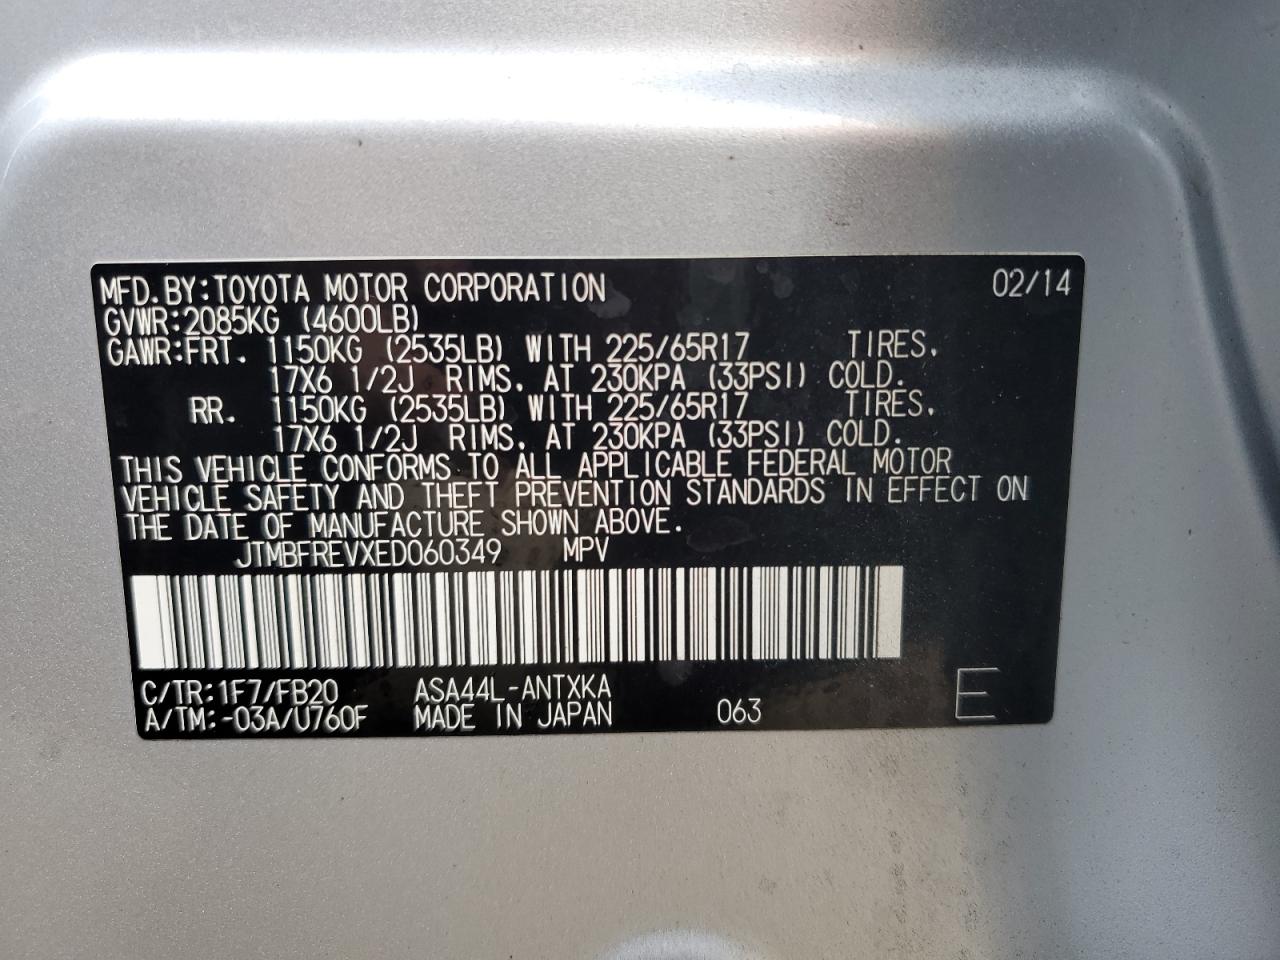 MFD.BY:TOYOTA MOTOR CORPORATION 02/14
GVWR:2085KG (4600LB)
GAWR:FRT. 1150KG (2535LB) WITH 225/65R17 TIRES,
17X6 1/2J RIMS, AT 230KPA (33PSI) COLD.
RR. 1150KG (2535LB) WITH 225/65R17 TIRES,
17X6 1/2J RIMS, AT 230KPA (33PSI) COLD.
THIS VEHICLE CONFORMS TO ALL APPLICABLE FEDERAL MOTOR
VEHICLE SAFETY AND THEFT PREVENTION STANDARDS IN EFFECT ON
THE DATE OF MANUFACTURE SHOWN ABOVE.
JTMBFREVXED060349 MPV
C/TR:1F7/FB20 ASA44L-ANTXKA
A/TM:-03A/U760F MADE IN JAPAN 063 E